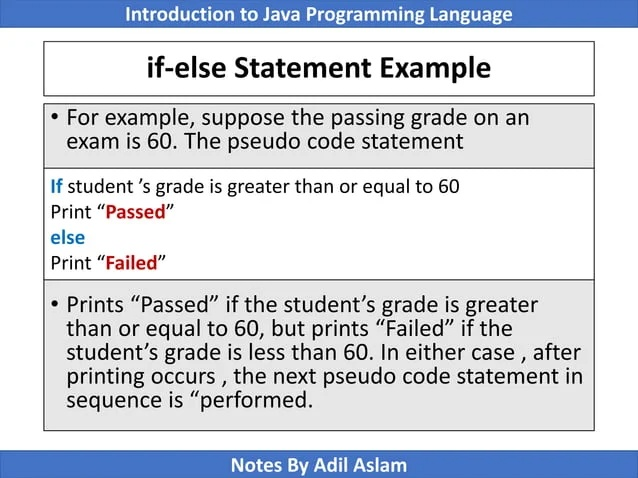 Introduction to Java Programming Language
if-else Statement Example
• For example, suppose the passing grade on an
exam is 60. The pseudo code statement
If student ’s grade is greater than or equal to 60
Print “Passed”
else
Print “Failed”
• Prints “Passed” if the student’s grade is greater
than or equal to 60, but prints “Failed” if the
student’s grade is less than 60. In either case , after
printing occurs , the next pseudo code statement in
sequence is “performed.
Notes By Adil Aslam